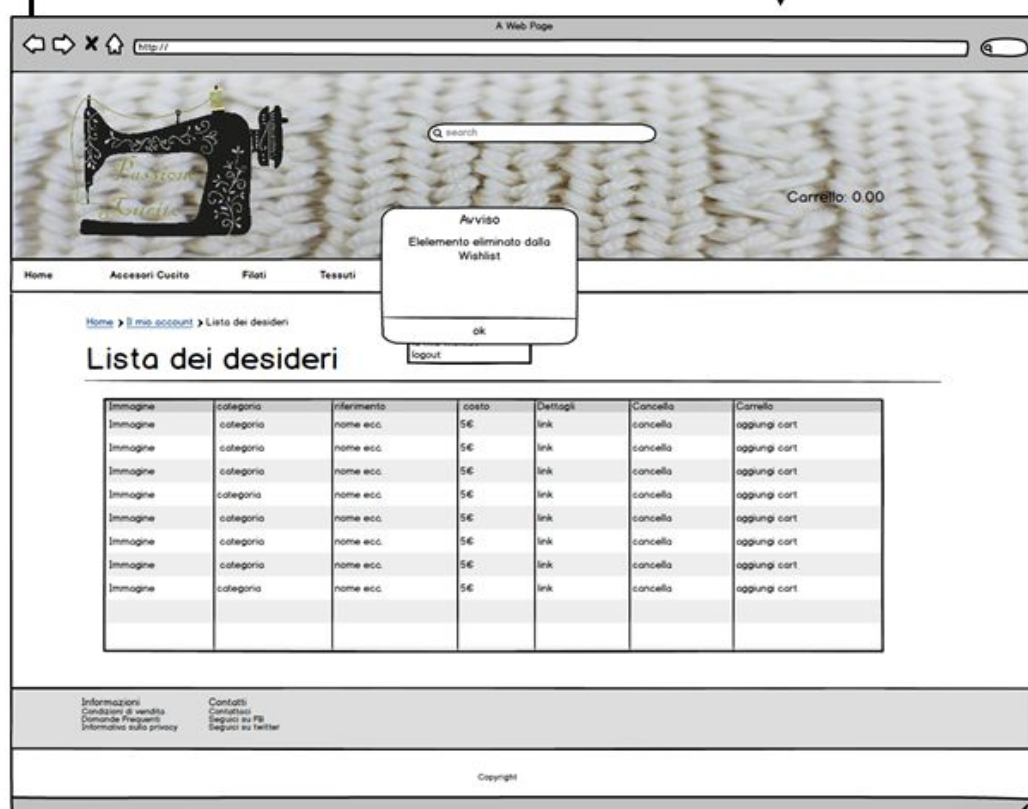 A Web Page
http://
search
Passione
Cucito
Carrello: 0.00
Avviso
Elelemento eliminato dalla
Wishlist
ok
Home Accesori Cucito Filati Tessuti
logout
Home > Il mio account > Lista dei desideri
Lista dei desideri
Immagine categoria riferimento costo Dettagli Cancella Carrello
Immagine categoria nome ecc. 5€ link cancella aggiungi cart
Immagine categoria nome ecc. 5€ link cancella aggiungi cart
Immagine categoria nome ecc. 5€ link cancella aggiungi cart
Immagine categoria nome ecc. 5€ link cancella aggiungi cart
Immagine categoria nome ecc. 5€ link cancella aggiungi cart
Immagine categoria nome ecc. 5€ link cancella aggiungi cart
Immagine categoria nome ecc. 5€ link cancella aggiungi cart
Immagine categoria nome ecc. 5€ link cancella aggiungi cart
Informazioni
Condizioni di vendita
Domande Frequenti
Informativa sulla privacy
Contatti
Contattaci
Seguici su FB
Seguici su twitter
Copyright